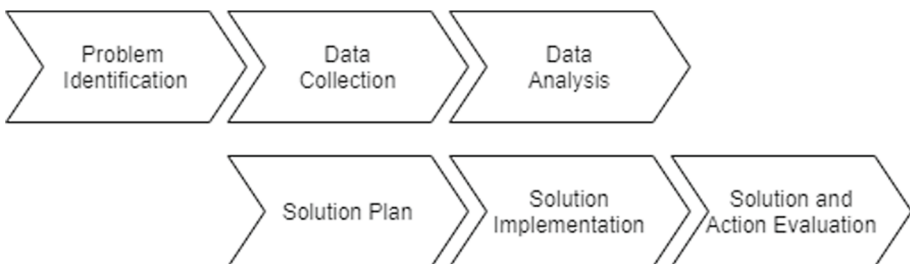 Problem
Identification
Data
Collection
Data
Analysis
Solution Plan
Solution
Implementation
Solution and
Action Evaluation